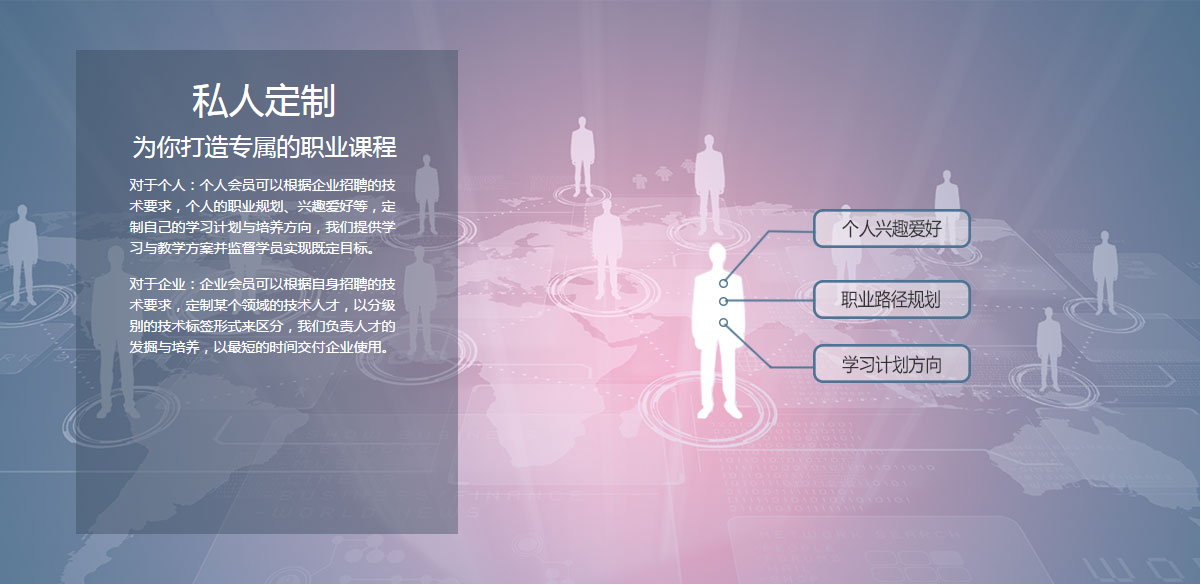 私人定制
为你打造专属的职业课程
对于个人：个人会员可以根据企业招聘的技
术要求，个人的职业规划、兴趣爱好等，定
制自己的学习计划与培养方向，我们提供学
习与教学方案并监督学员实现既定目标。
对于企业：企业会员可以根据自身招聘的技
术要求，定制某个领域的技术人才，以分级
别的技术标签形式来区分，我们负责人才的
发掘与培养，以最短的时间交付企业使用。
个人兴趣爱好
职业路径规划
学习计划方向
BUSINESS/FINANCE
-WORLD NEWS
NETWORK SEARCH
-PEOPLE